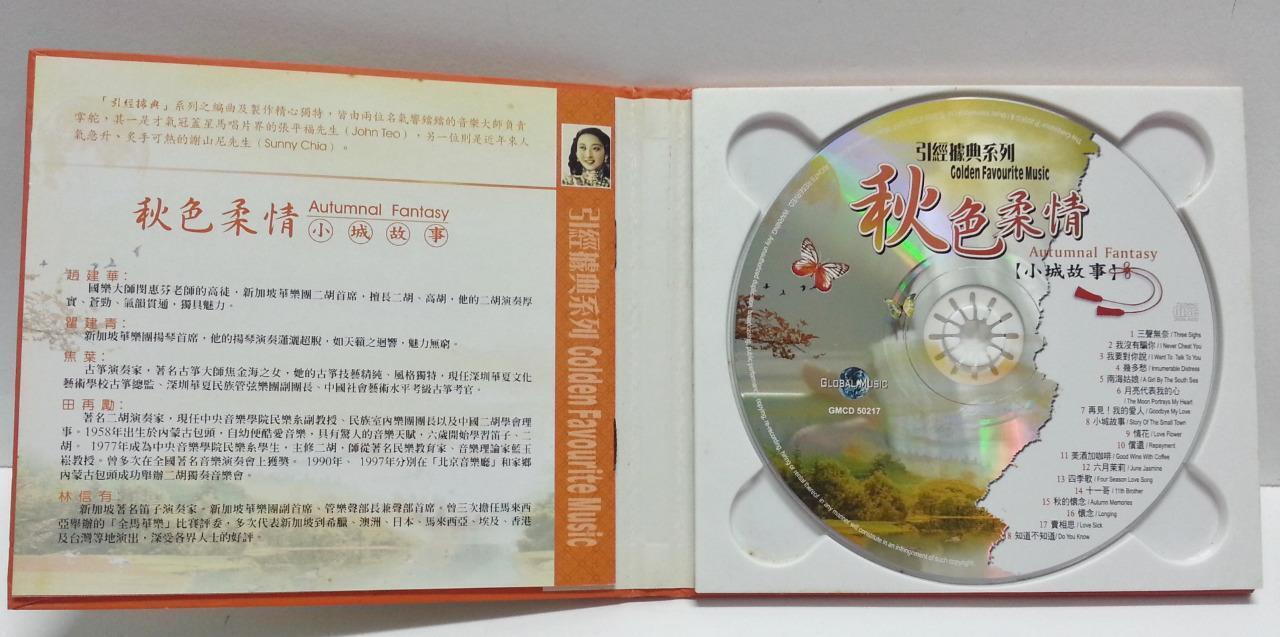 「引經據典」系列之編曲及製作精心獨特，皆由兩位名氣響鐺鐺的音樂大師負責
掌舵，其一是才氣冠蓋星馬唱片界的張平福先生（John Teo），另一位則是近年來人
氣急升、炙手可熱的謝山尼先生（Sunny Chia）。
秋色柔情 Autumnal Fantasy
小城故事
趙建華：
國樂大師閔惠芬老師的高徒，新加坡華樂團二胡首席，擅長二胡、高胡，他的二胡演奏厚
實、蒼勁、氣韻貫通，獨具魅力。
瞿建青：
新加坡華樂團揚琴首席，他的揚琴演奏瀟灑超脫，如天籟之迴響，魅力無窮。
焦葉：
古箏演奏家，著名古箏大師焦金海之女，她的古箏技藝精純、風格獨特，現任深圳華夏文化
藝術學校古箏總監、深圳華夏民族管弦樂團副團長、中國社會藝術水平考級古箏考官。
田再勵：
著名二胡演奏家，現任中央音樂學院民樂系副教授、民族室內樂團團長以及中國二胡學會理
事。1958年出生於內蒙古包頭，自幼便酷愛音樂，具有驚人的音樂天賦，六歲開始學習笛子、二
胡。 1977年成為中央音樂學院民樂系學生，主修二胡，師從著名民樂教育家、音樂理論家藍玉
崧教授。曾多次在全國著名音樂演奏會上獲獎。 1990年、 1997年分別在「北京音樂廳」和家鄉
內蒙古包頭成功舉辦二胡獨奏音樂會。
林信有：
新加坡著名笛子演奏家。新加坡華樂團副首席、管樂聲部長兼聲部首席。曾三次擔任馬來西
亞舉辦的「全馬華樂」比賽評委，多次代表新加坡到希臘、澳洲、日本、馬來西亞、埃及、香港
及台灣等地演出，深受各界人士的好評。
引經據典系列 Golden Favourite Music
引經據典系列
Golden Favourite Music
秋色柔情
Autumnal Fantasy
【小城故事】
GLOBAL MUSIC
GMCD 50217
1 三聲無奈 / Three Sighs
2 我沒有騙你 / I Never Cheat You
3 我要對你說 / I Want To Talk To You
4 幾多愁 / Innumerable Distress
5 南海姑娘 / A Girl By The South Sea
6 月亮代表我的心
/ The Moon Portrays My Heart
7 再見！我的愛人 / Goodbye My Love
8 小城故事 / Story Of The Small Town
9 情花 / Love Flower
10 償還 / Repayment
11 美酒加咖啡 / Good Wine With Coffee
12 六月茉莉 / June Jasmine
13 四季歌 / Four Season Love Song
14 十一哥 / 11th Brother
15 秋的懷念 / Autumn Memories
16 懷念 / Longing
17 賣相思 / Love Sick
8 知道不知道 / Do You Know
in any manner will constitute in an infringement of such copyright.